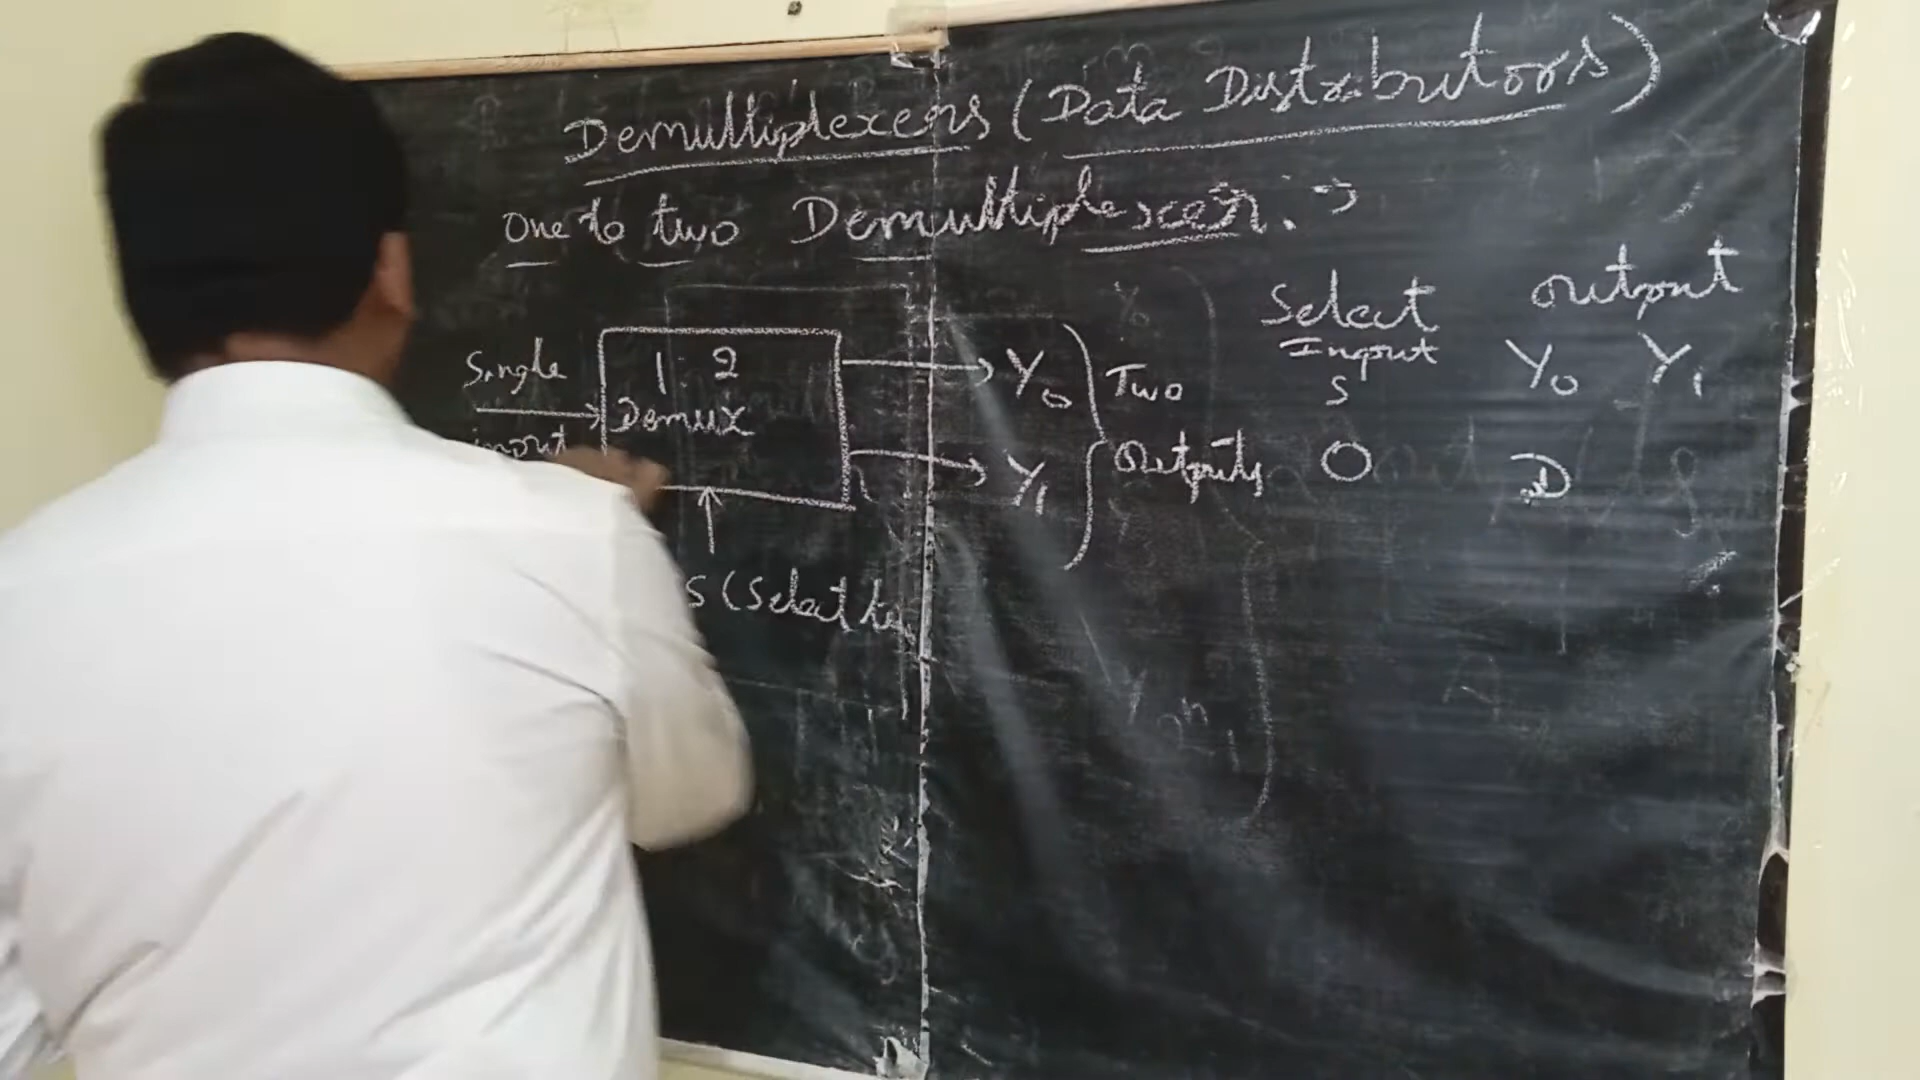 Demultiplexers (Data Distributors)
One to two Demultiplexer :-
Single
input
1:2
Demux
S (Select
Y0
Y1
Two
Outputs
Select
Input
S
Output
Y0 Y1
0 D